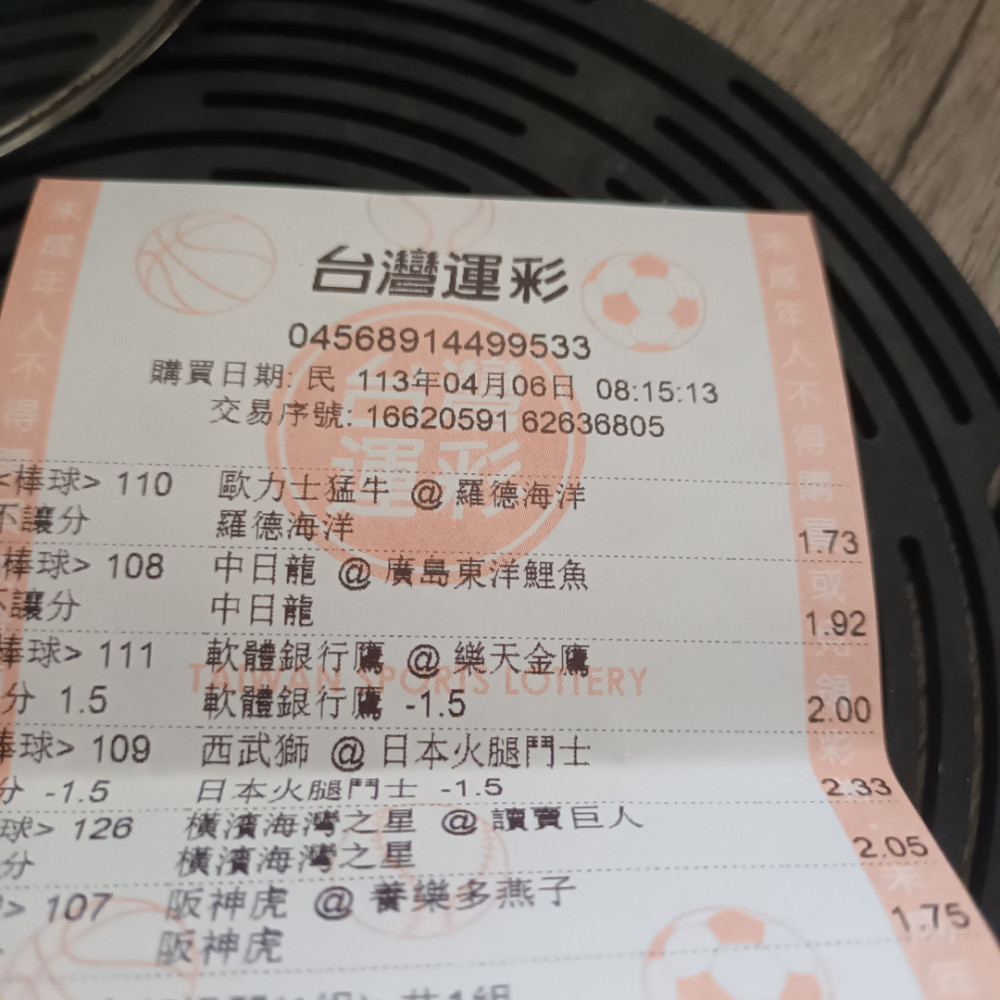 台灣運彩
04568914499533
購買日期: 民 113年04月06日 08:15:13
交易序號: 16620591 62636805
<棒球> 110 歐力士猛牛 @ 羅德海洋
不讓分 羅德海洋 1.73
棒球> 108 中日龍 @ 廣島東洋鯉魚
不讓分 中日龍 1.92
棒球> 111 軟體銀行鷹 @ 樂天金鷹
分 1.5 軟體銀行鷹 -1.5 2.00
棒球> 109 西武獅 @ 日本火腿鬥士
分 -1.5 日本火腿鬥士 -1.5 2.33
球> 126 橫濱海灣之星 @ 讀賣巨人
分 橫濱海灣之星 2.05
> 107 阪神虎 @ 養樂多燕子
阪神虎 1.75
台灣運彩
TAIWAN SPORTS LOTTERY
未成年人不得
未成年人不得購買或兌領彩